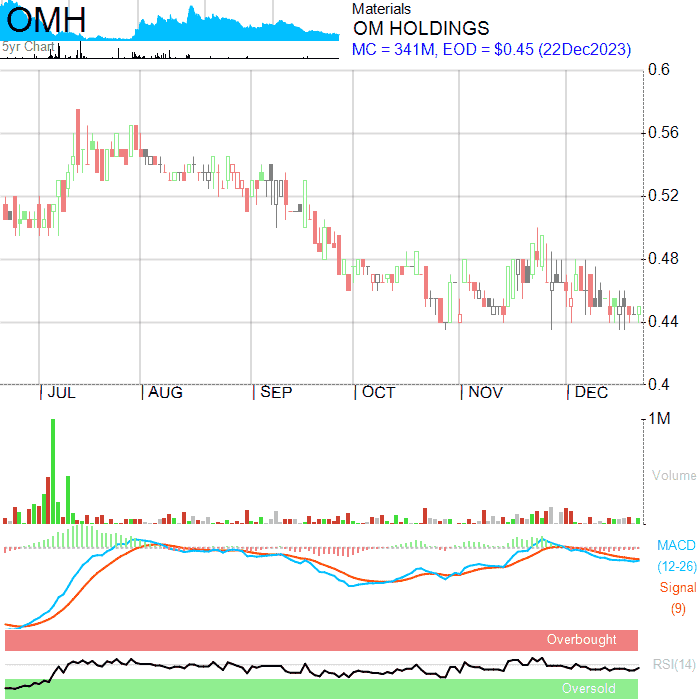 OMH
5yr Chart
Materials
OM HOLDINGS
MC = 341M, EOD = $0.45 (22Dec2023)
0.6
0.56
0.52
0.48
0.44
0.4
JUL AUG SEP OCT NOV DEC
1M
Volume
MACD
(12-26)
Signal
(9)
Overbought
RSI(14)
Oversold